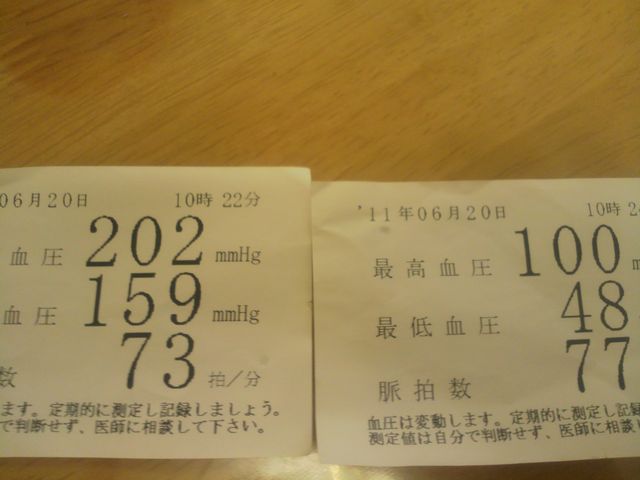 06月20日 10時 22分
血圧 202 mmHg
血圧 159 mmHg
数 73 拍/分
ます。定期的に測定し記録しましょう。
で判断せず、医師に相談して下さい。
'11年06月20日 10時 2
最高血圧 100
最低血圧 48
脈拍数 77
血圧は変動します。定期的に測定し記録
測定値は自分で判断せず、医師に相談し